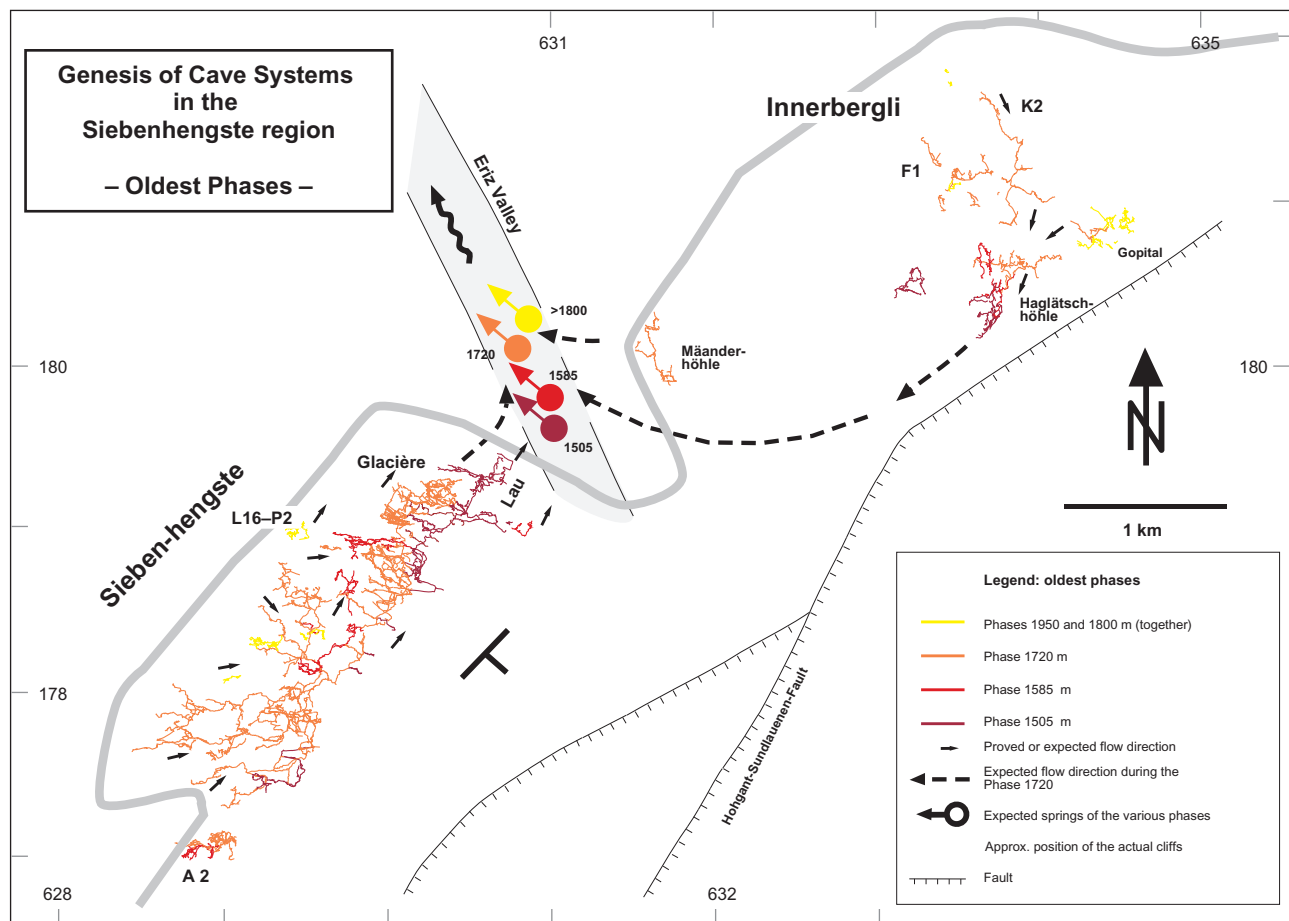 631
635
Genesis of Cave Systems
in the
Siebenhengste region
– Oldest Phases –
Innerbergli
K2
F1
Eriz Valley
Gopital
Haglätsch-
höhle
>1800
1720
1585
1505
Mäander-
höhle
180
180
N
Glacière
Lau
L16–P2
Sieben-hengste
1 km
Legend: oldest phases
Phases 1950 and 1800 m (together)
Phase 1720 m
Phase 1585 m
Phase 1505 m
Proved or expected flow direction
Expected flow direction during the
Phase 1720
Expected springs of the various phases
Approx. position of the actual cliffs
Fault
178
Hohgant-Sundlauenen-Fault
A 2
628
632